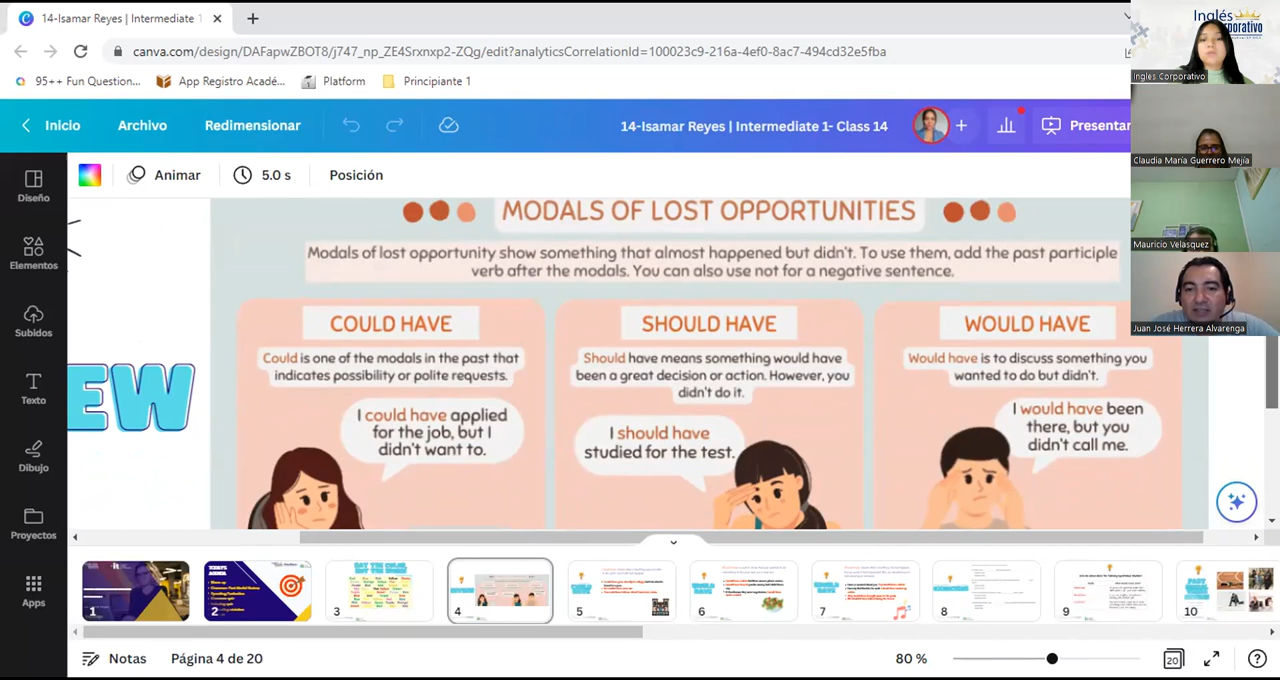 14-Isamar Reyes | Intermediate 1
canva.com/design/DAFapwZBOT8/j747_np_ZE4Srxnxp2-ZQg/edit?analyticsCorrelationId=100023c9-216a-4ef0-8ac7-494cd32e5fba
95++ Fun Question...
App Registro Acadé...
Platform
Principiante 1
Inicio
Archivo
Redimensionar
14-Isamar Reyes | Intermediate 1- Class 14
Presentar
Inglés
Ingles Corporativo
Claudia María Guerrero Mejía
Mauricio Velasquez
Juan José Herrera Alvarenga
Animar
5.0 s
Posición
Diseño
Elementos
Subidos
Texto
Dibujo
Proyectos
Apps
EW
MODALS OF LOST OPPORTUNITIES
Modals of lost opportunity show something that almost happened but didn't. To use them, add the past participle
verb after the modals. You can also use not for a negative sentence.
COULD HAVE
Could is one of the modals in the past that
indicates possibility or polite requests.
I could have applied
for the job, but I
didn't want to.
SHOULD HAVE
Should have means something would have
been a great decision or action. However, you
didn't do it.
I should have
studied for the test.
WOULD HAVE
Would have is to discuss something you
wanted to do but didn't.
I would have been
there, but you
didn't call me.
1
2
3
4
5
6
7
8
9
10
Notas
Página 4 de 20
80 %
20